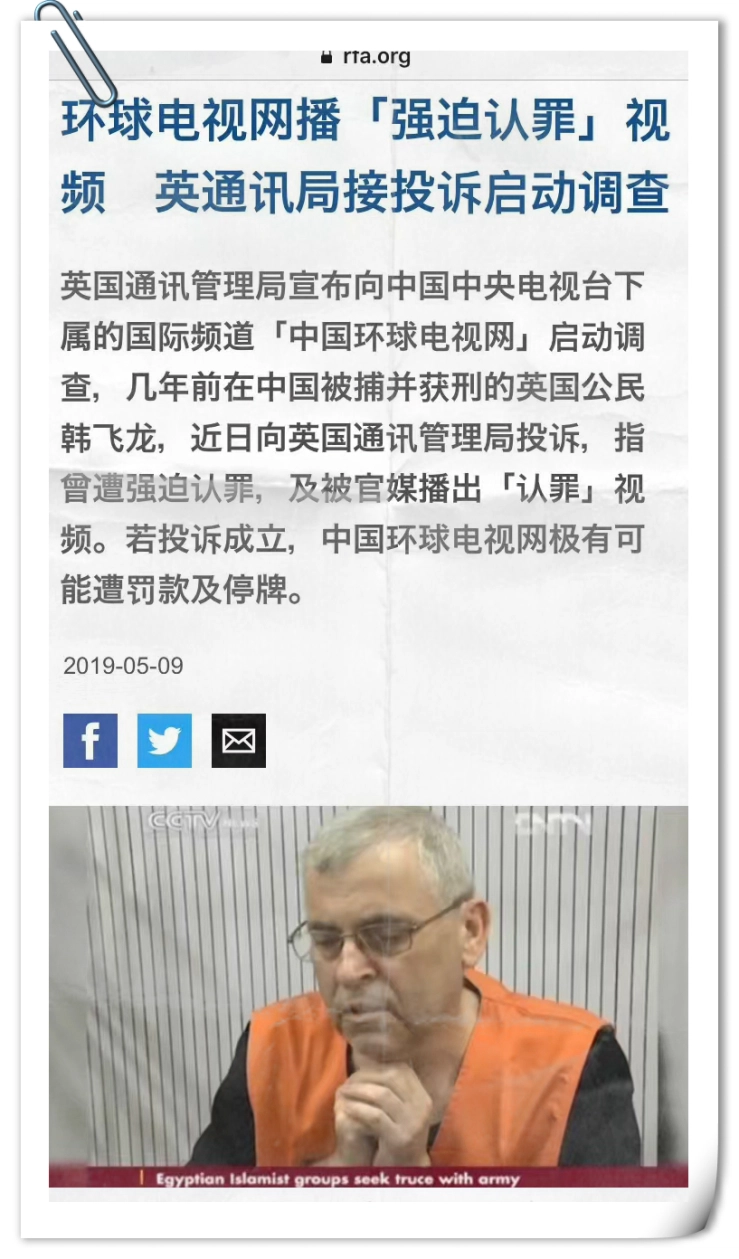 rfa.org
环球电视网播「强迫认罪」视
频　英通讯局接投诉启动调查
英国通讯管理局宣布向中国中央电视台下
属的国际频道「中国环球电视网」启动调
查，几年前在中国被捕并获刑的英国公民
韩飞龙，近日向英国通讯管理局投诉，指
曾遭强迫认罪，及被官媒播出「认罪」视
频。若投诉成立，中国环球电视网极有可
能遭罚款及停牌。
2019-05-09
CCTV
CNTV
Egyptian Islamist groups seek truce with army